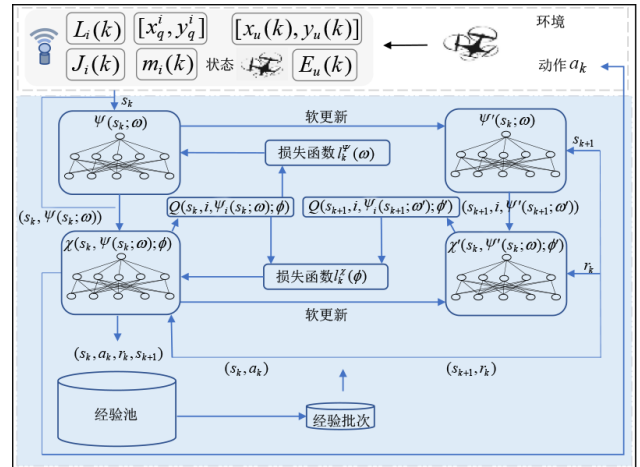 L_i(k) [x_q^i, y_q^i] [x_u(k), y_u(k)] 环境
J_i(k) m_i(k) 状态 E_u(k) 动作 a_k
s_k
ψ(s_k;ω) 软更新 ψ'(s_k;ω)
损失函数 l_k^ψ(ω) s_{k+1}
(s_k, ψ(s_k;ω)) Q(s_k,i,ψ_i(s_k;ω);ϕ) Q(s_{k+1},i,ψ_i(s_{k+1};ω');ϕ') (s_{k+1},i,ψ'(s_{k+1};ω'))
χ(s_k,ψ(s_k;ω);ϕ) χ'(s_k,ψ'(s_k;ω);ϕ')
损失函数 l_k^χ(ϕ) r_k
软更新
(s_k,a_k,r_k,s_{k+1}) (s_k,a_k) (s_{k+1},r_k)
经验池 经验批次